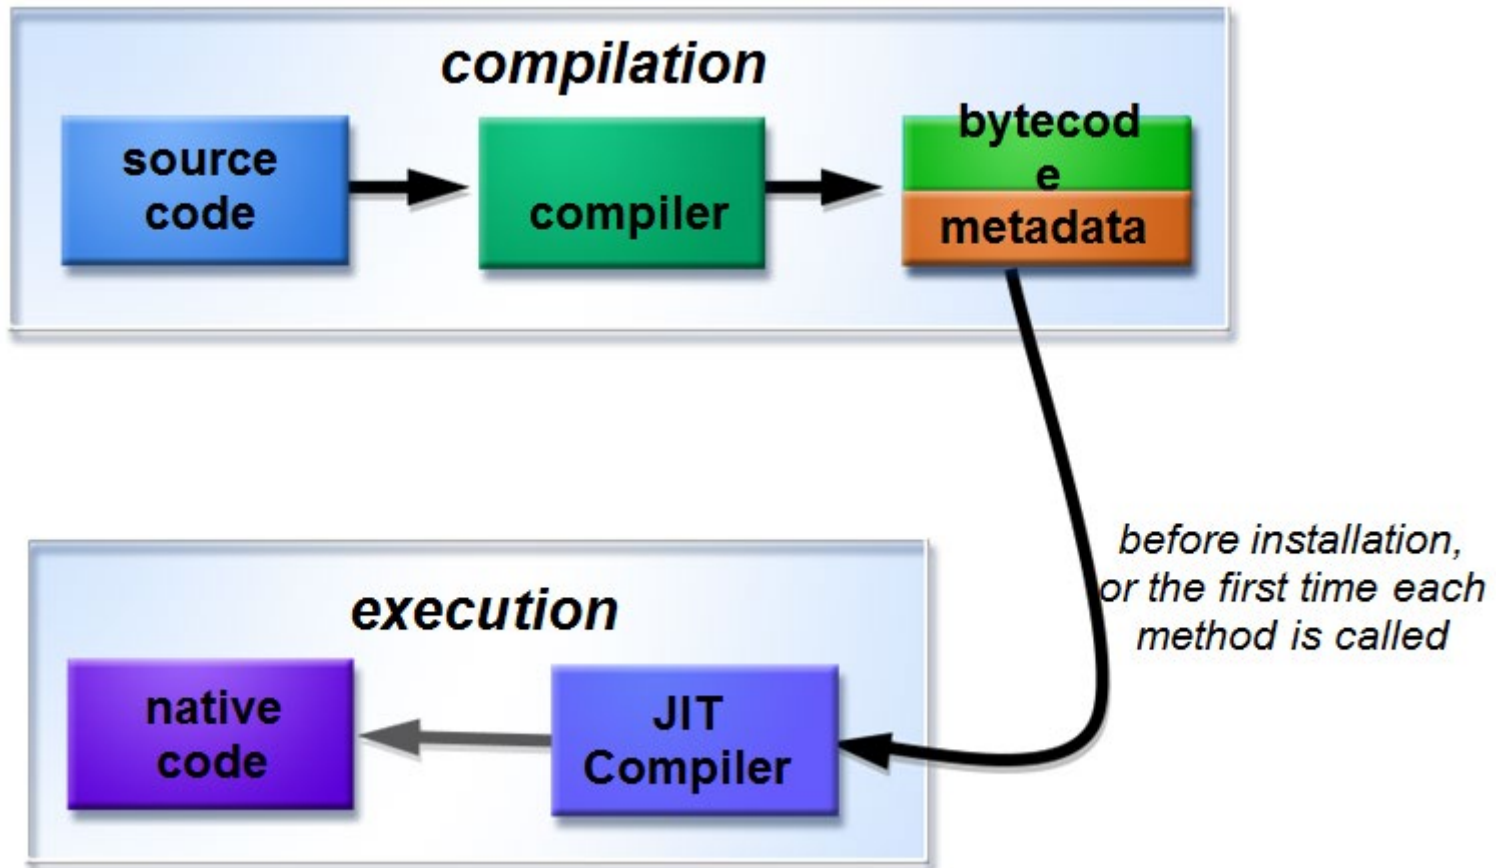 compilation
source
code
compiler
bytecod
e
metadata
before installation,
or the first time each
method is called
execution
native
code
JIT
Compiler